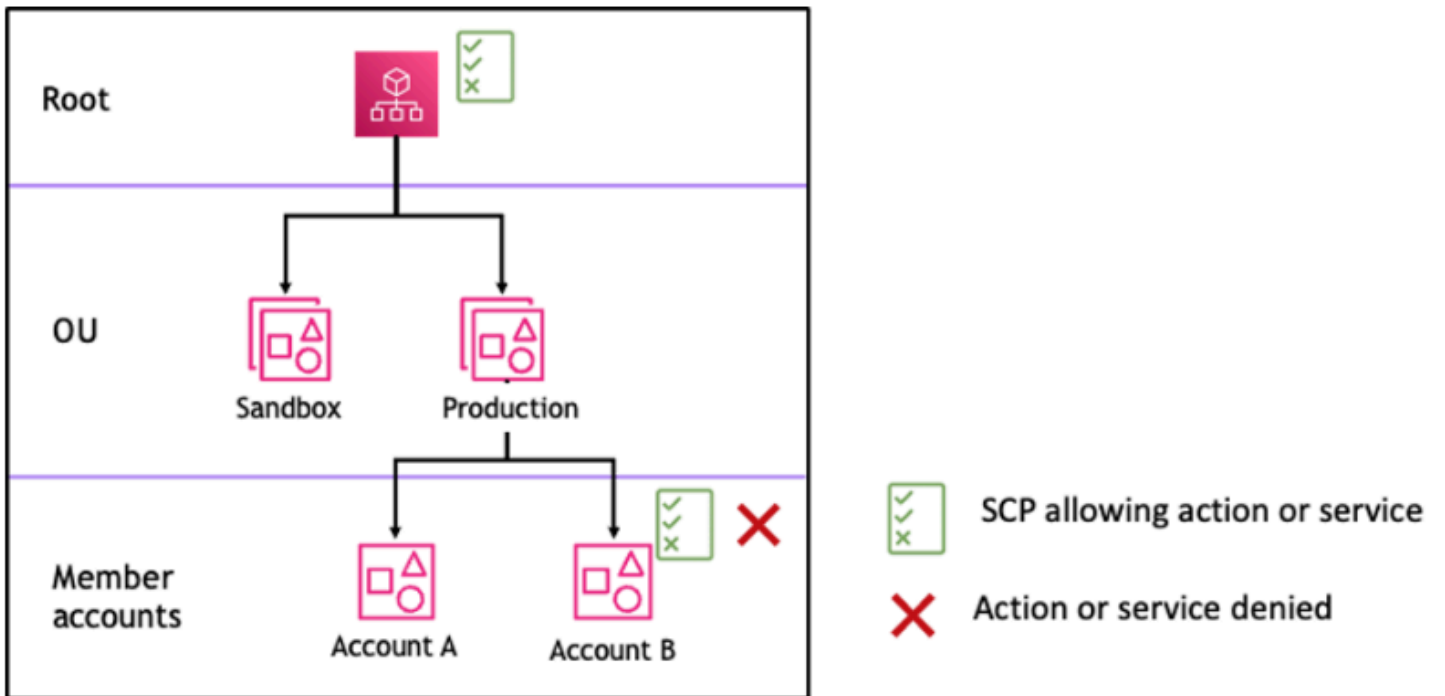 Root
OU
Sandbox
Production
Member
accounts
Account A
Account B
SCP allowing action or service
Action or service denied